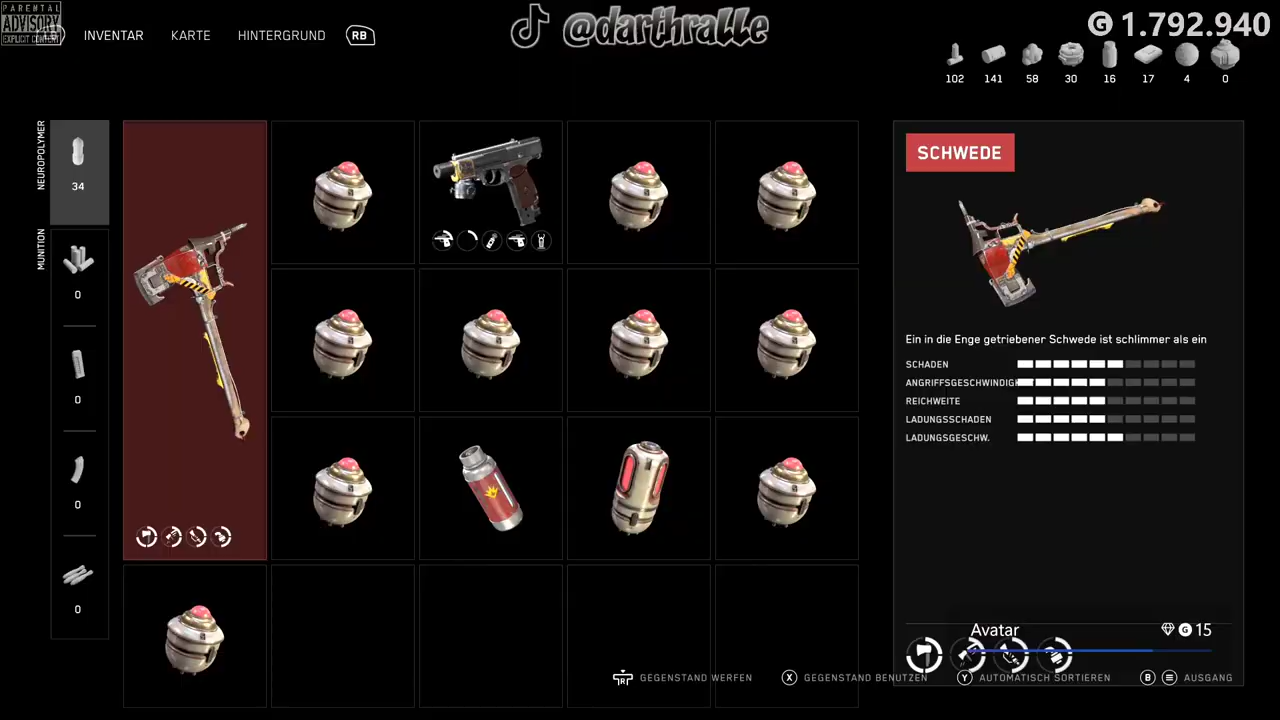 PARENTAL
ADVISORY
EXPLICIT CONTENT
INVENTAR
KARTE
HINTERGRUND
RB
@darthralle
G 1.792.940
102
141
58
30
16
17
4
0
NEUROPOLYMER
34
MUNITION
0
0
0
0
SCHWEDE
Ein in die Enge getriebener Schwede ist schlimmer als ein
SCHADEN
ANGRIFFSGESCHWINDIGK
REICHWEITE
LADUNGSSCHADEN
LADUNGSGESCHW.
Avatar
G 15
R GEGENSTAND WERFEN
X GEGENSTAND BENUTZEN
Y AUTOMATISCH SORTIEREN
B AUSGANG